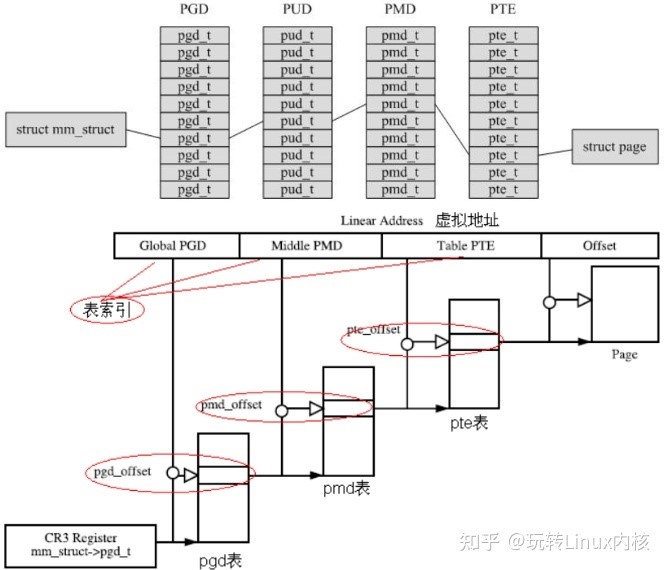 PGD PUD PMD PTE
pgd_t pud_t pmd_t pte_t
pgd_t pud_t pmd_t pte_t
pgd_t pud_t pmd_t pte_t
pgd_t pud_t pmd_t pte_t
pgd_t pud_t pmd_t pte_t
struct mm_struct pgd_t pud_t pmd_t pte_t
pgd_t pud_t pmd_t pte_t
pgd_t pud_t pmd_t pte_t struct page
pgd_t pud_t pmd_t pte_t
pgd_t pud_t pmd_t pte_t
Linear Address 虚拟地址
Global PGD Middle PMD Table PTE Offset
表索引
pte_offset
Page
pmd_offset
pte表
pgd_offset
pmd表
CR3 Register
mm_struct->pgd_t
pgd表
知乎 @玩转Linux内核